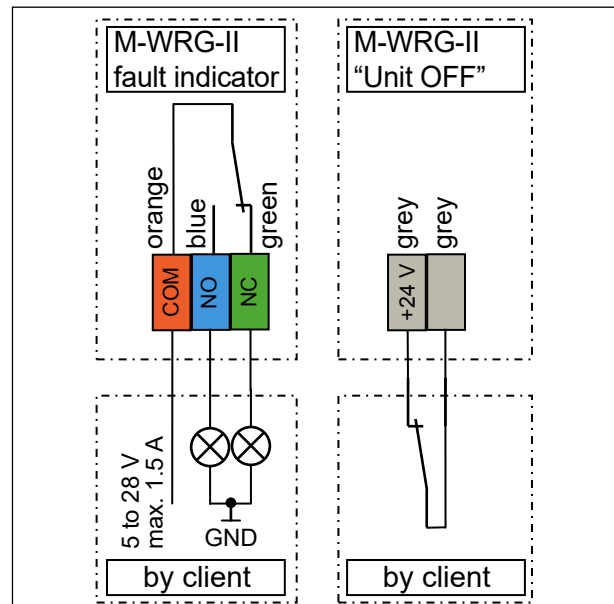 M-WRG-II
fault indicator
orange
blue
green
COM
NO
NC
5 to 28 V
max. 1.5 A
GND
by client
M-WRG-II
“Unit OFF”
grey
grey
+24 V
by client